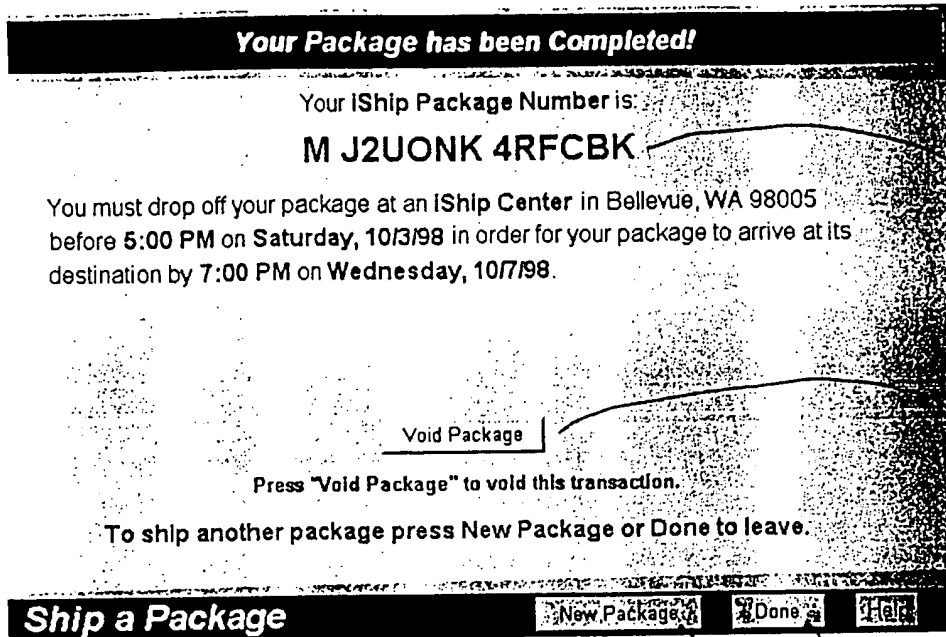 Your Package has been Completed!
Your iShip Package Number is:
M J2UONK 4RFCBK
You must drop off your package at an iShip Center in Bellevue, WA 98005
before 5:00 PM on Saturday, 10/3/98 in order for your package to arrive at its
destination by 7:00 PM on Wednesday, 10/7/98.
Void Package
Press "Void Package" to void this transaction.
To ship another package press New Package or Done to leave.
Ship a Package New Package Done Help